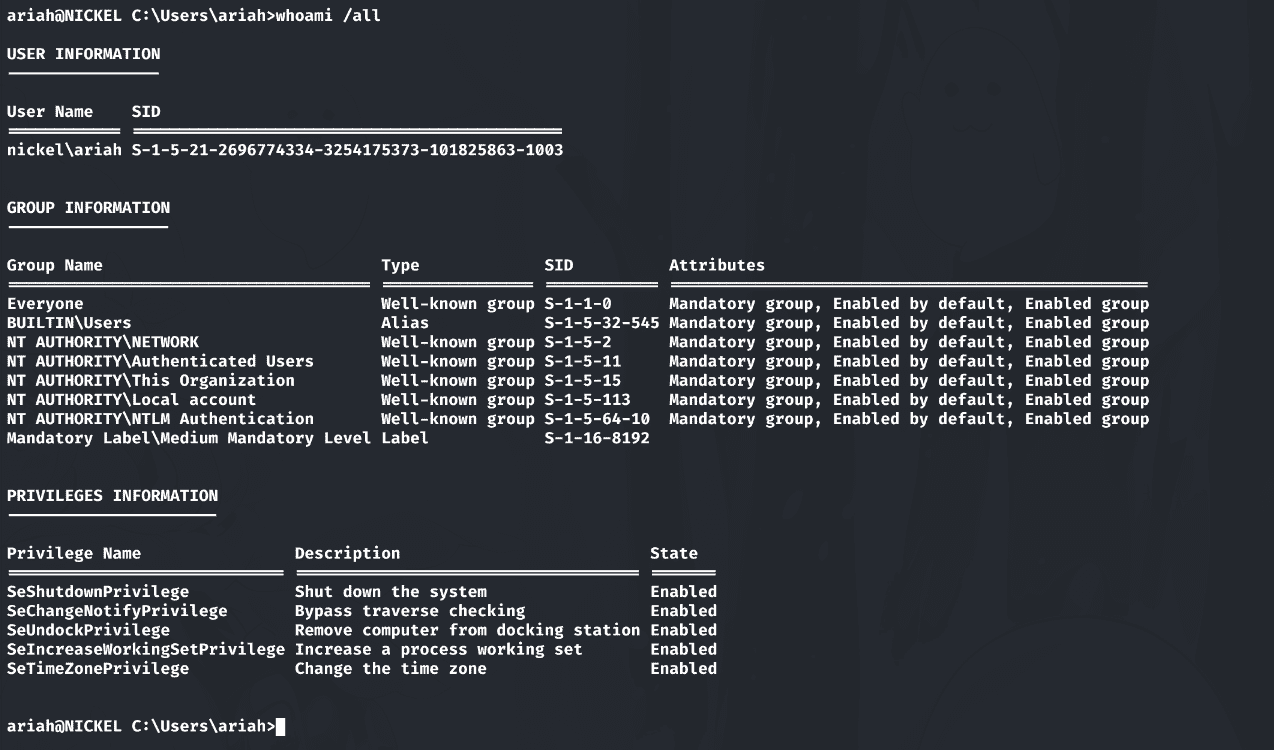 ariah@NICKEL C:\Users\ariah>whoami /all
USER INFORMATION
User Name    SID
nickel\ariah S-1-5-21-2696774334-3254175373-101825863-1003
GROUP INFORMATION
Group Name                             Type             SID          Attributes
Everyone                               Well-known group S-1-1-0      Mandatory group, Enabled by default, Enabled group
BUILTIN\Users                          Alias            S-1-5-32-545 Mandatory group, Enabled by default, Enabled group
NT AUTHORITY\NETWORK                   Well-known group S-1-5-2      Mandatory group, Enabled by default, Enabled group
NT AUTHORITY\Authenticated Users       Well-known group S-1-5-11     Mandatory group, Enabled by default, Enabled group
NT AUTHORITY\This Organization         Well-known group S-1-5-15     Mandatory group, Enabled by default, Enabled group
NT AUTHORITY\Local account             Well-known group S-1-5-113    Mandatory group, Enabled by default, Enabled group
NT AUTHORITY\NTLM Authentication       Well-known group S-1-5-64-10  Mandatory group, Enabled by default, Enabled group
Mandatory Label\Medium Mandatory Level Label            S-1-16-8192
PRIVILEGES INFORMATION
Privilege Name                Description                          State
SeShutdownPrivilege           Shut down the system                 Enabled
SeChangeNotifyPrivilege       Bypass traverse checking             Enabled
SeUndockPrivilege             Remove computer from docking station Enabled
SeIncreaseWorkingSetPrivilege Increase a process working set       Enabled
SeTimeZonePrivilege           Change the time zone                 Enabled
ariah@NICKEL C:\Users\ariah>